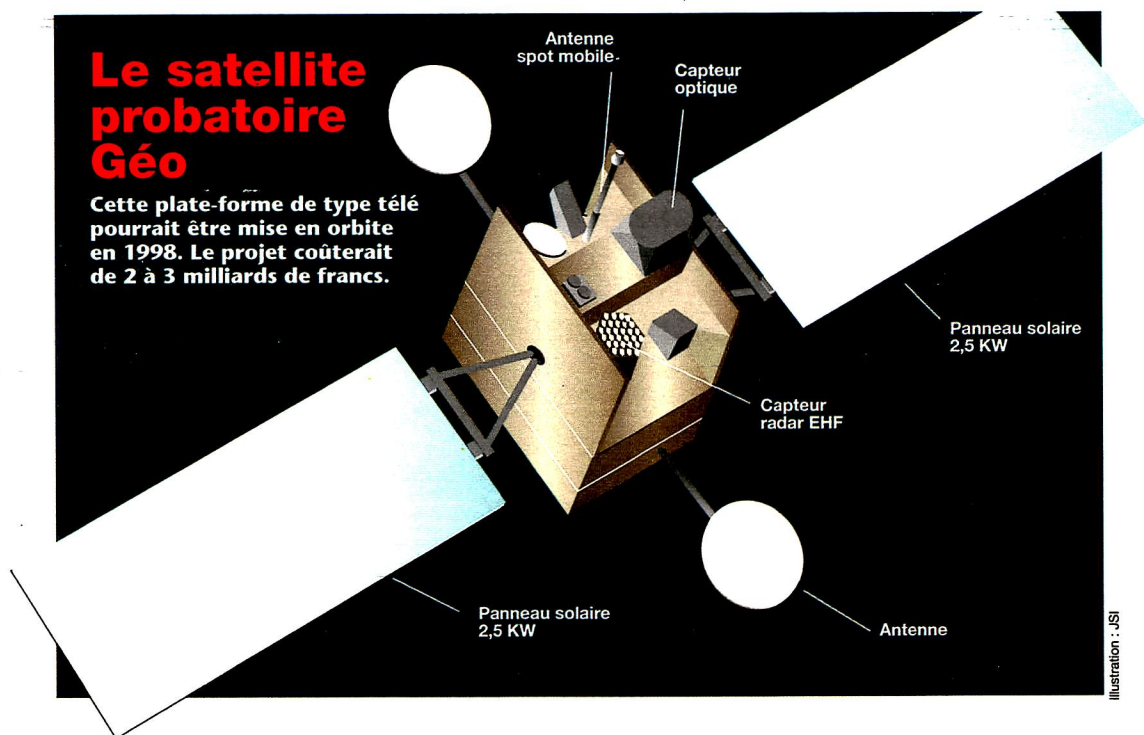 Le satellite
probatoire
Géo
Cette plate-forme de type télé
pourrait être mise en orbite
en 1998. Le projet coûterait
de 2 à 3 milliards de francs.
Antenne
spot mobile
Capteur
optique
Panneau solaire
2,5 KW
Capteur
radar EHF
Panneau solaire
2,5 KW
Antenne
Illustration : JSI